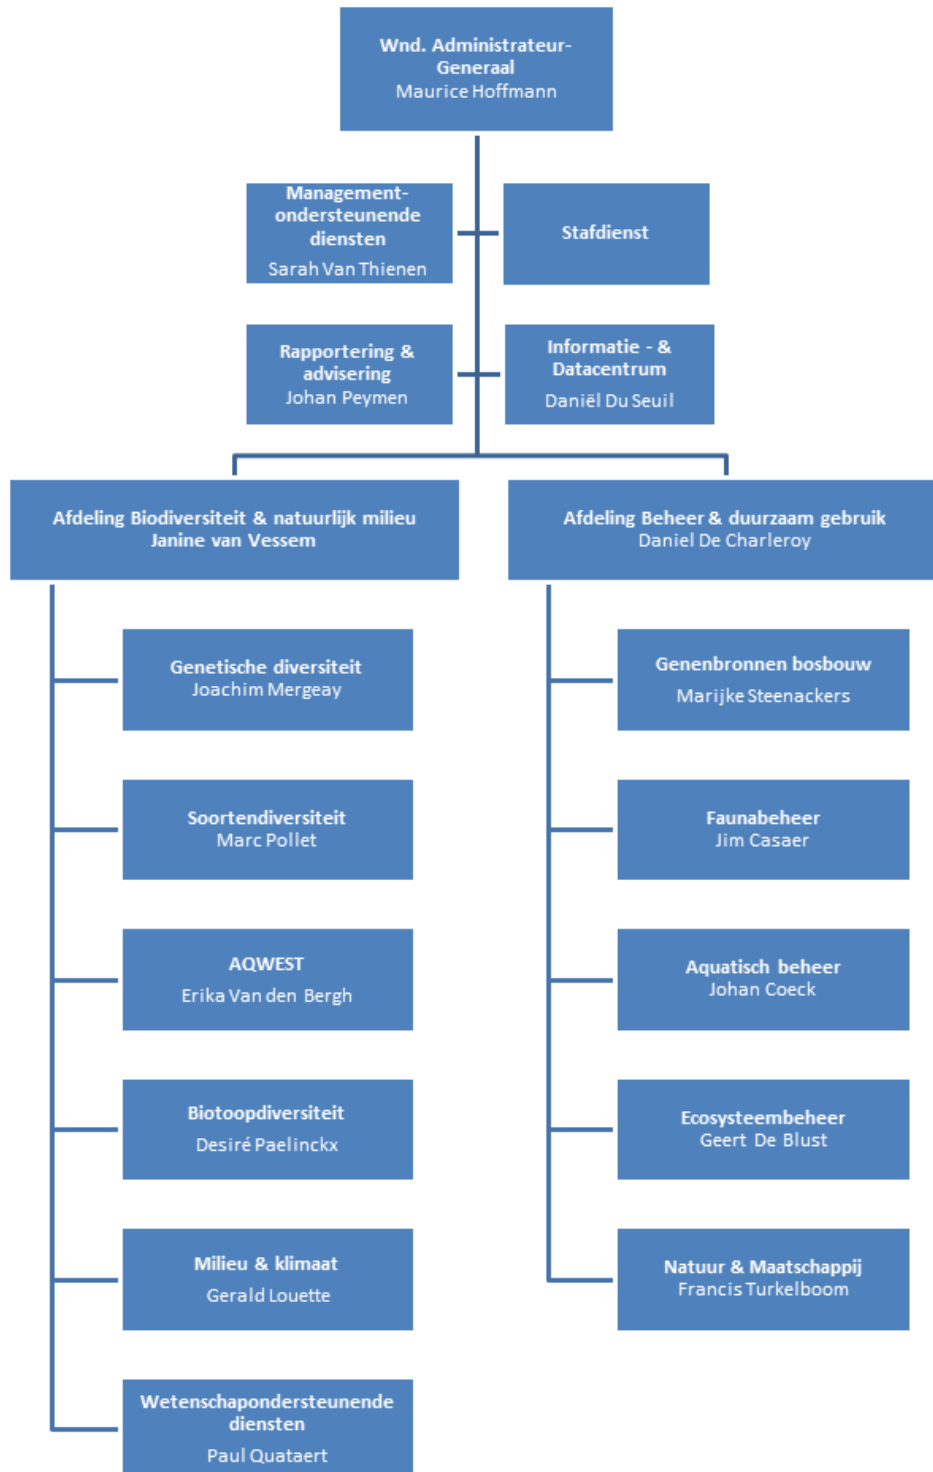 Wnd. Administrateur-
Generaal
Maurice Hoffmann
Management-
ondersteunende
diensten
Sarah Van Thienen
Stafdienst
Rapportering &
advisering
Johan Peymen
Informatie - &
Datacentrum
Daniël Du Seuil
Afdeling Biodiversiteit & natuurlijk milieu
Janine van Vessem
Afdeling Beheer & duurzaam gebruik
Daniel De Charleroy
Genetische diversiteit
Joachim Mergeay
Soortendiversiteit
Marc Pollet
AQWEST
Erika Van den Bergh
Biotoopdiversiteit
Desiré Paelinckx
Milieu & klimaat
Gerald Louette
Wetenschapondersteunende
diensten
Paul Quataert
Genenbronnen bosbouw
Marijke Steenackers
Faunabeheer
Jim Casaer
Aquatisch beheer
Johan Coeck
Ecosysteembeheer
Geert De Blust
Natuur & Maatschappij
Francis Turkelboom